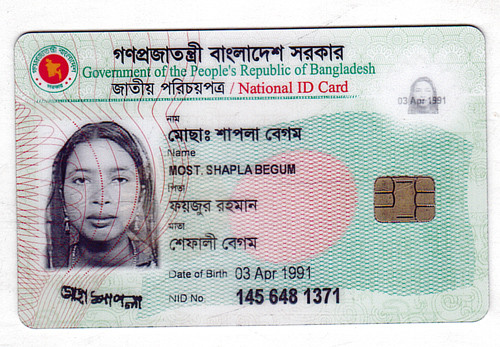 গণপ্রজাতন্ত্রী বাংলাদেশ সরকার
Government of the People's Republic of Bangladesh
জাতীয় পরিচয়পত্র / National ID Card
03 Apr 1991
নাম
মোছাঃ শাপলা বেগম
Name
MOST. SHAPLA BEGUM
পিতা
ফয়জুর রহমান
মাতা
শেফালী বেগম
Date of Birth 03 Apr 1991
NID No 145 648 1371